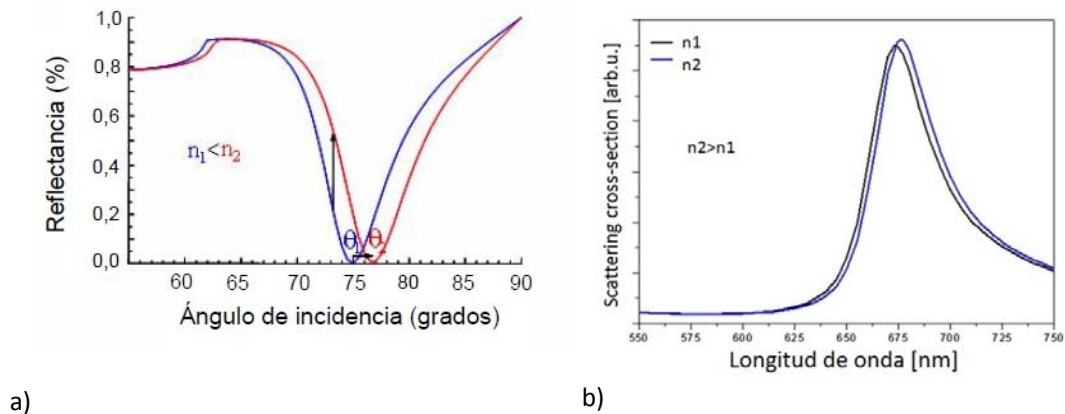 1,0
0,8
0,6
0,4
0,2
0,0
Reflectancia (%)
n1<n2
θ1 θ2
60 65 70 75 80 85 90
Ángulo de incidencia (grados)
a)
n1
n2
n2>n1
Scattering cross-section [arb.u.]
550 575 600 625 650 675 700 725 750
Longitud de onda [nm]
b)